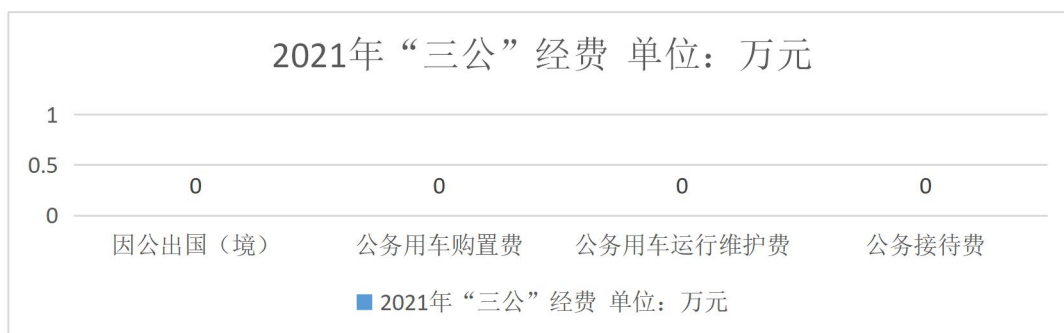 2021年“三公”经费 单位：万元
1
0.5
0
0 0 0 0
因公出国（境） 公务用车购置费 公务用车运行维护费 公务接待费
2021年“三公”经费 单位：万元